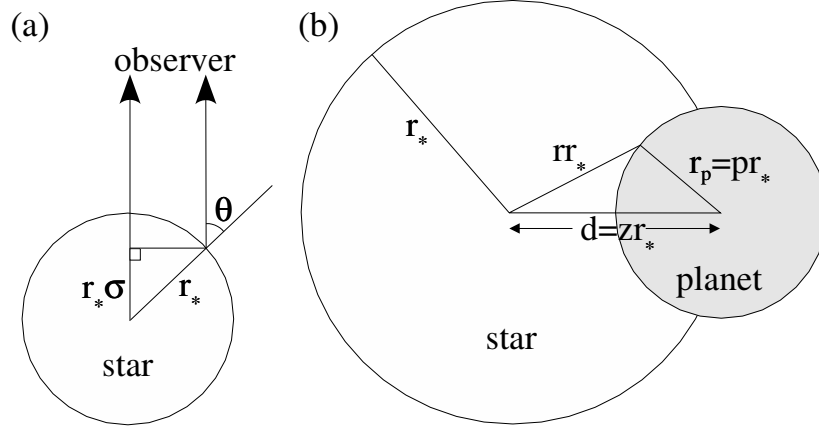 (a)
observer
θ
r*σ
r*
star
(b)
r*
rr*
rₚ=pr*
d=zr*
planet
star